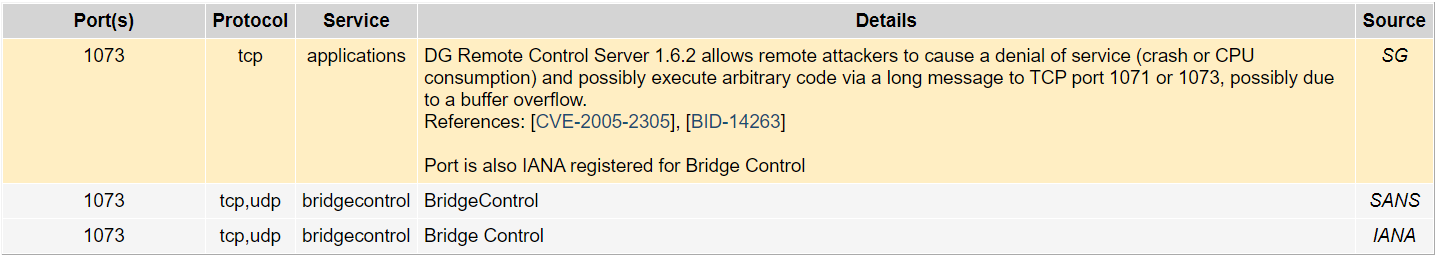 Port(s) Protocol Service Details Source
1073 tcp applications DG Remote Control Server 1.6.2 allows remote attackers to cause a denial of service (crash or CPU SG
consumption) and possibly execute arbitrary code via a long message to TCP port 1071 or 1073, possibly due
to a buffer overflow.
References: [CVE-2005-2305], [BID-14263]
Port is also IANA registered for Bridge Control
1073 tcp,udp bridgecontrol BridgeControl SANS
1073 tcp,udp bridgecontrol Bridge Control IANA